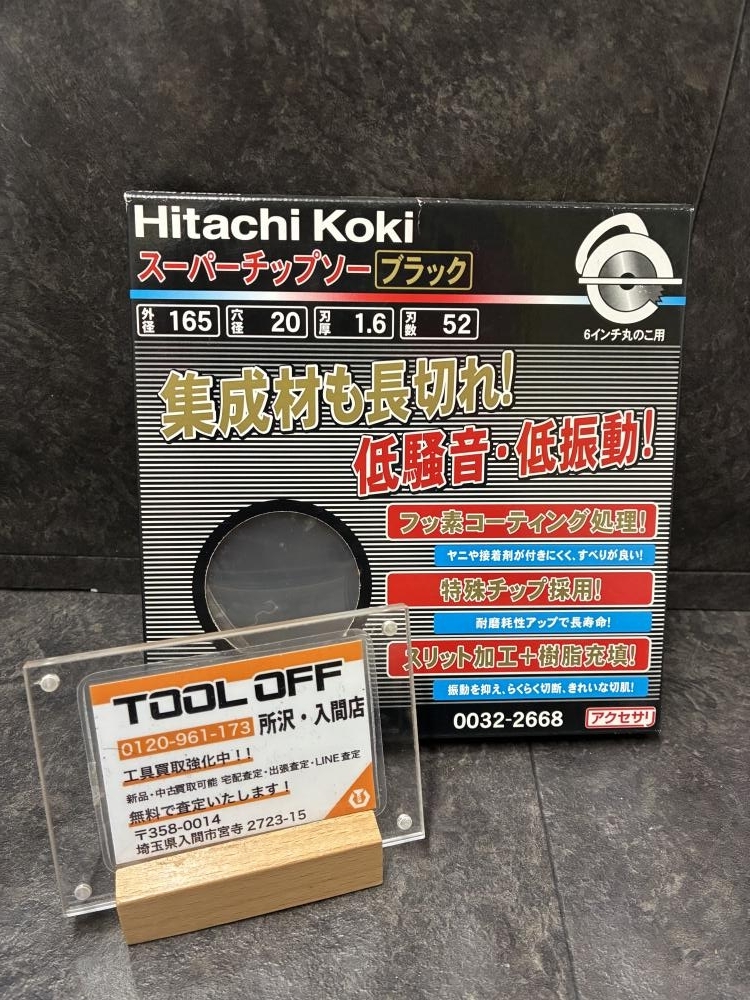 Hitachi Koki
スーパーチップソー ブラック
外径 165 穴径 20 刃厚 1.6 刃数 52
6インチ丸のこ用
集成材も長切れ!
低騒音・低振動!
フッ素コーティング処理!
ヤニや接着剤が付きにくく、すべりが良い!
特殊チップ採用!
耐磨耗性アップで長寿命!
スリット加工+樹脂充填!
振動を抑え、らくらく切断、きれいな切肌!
0032-2668 アクセサリ
TOOL OFF
0120-961-173 所沢・入間店
工具買取強化中!!
新品・中古買取可能 宅配査定・出張査定・LINE査定
無料で査定いたします!
〒358-0014
埼玉県入間市宮寺 2723-15